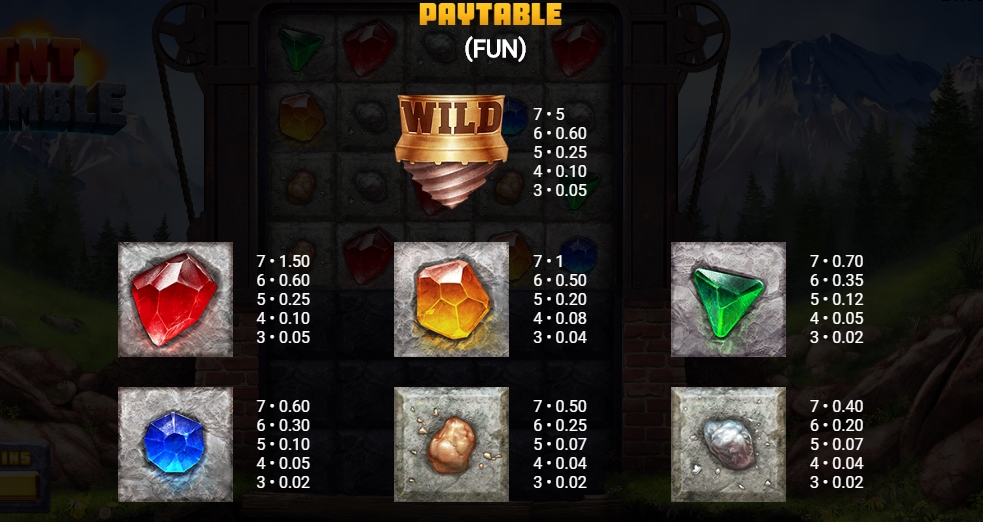 PAYTABLE
(FUN)
TNT
WILD
7 • 5
6 • 0.60
5 • 0.25
4 • 0.10
3 • 0.05
7 • 1.50
6 • 0.60
5 • 0.25
4 • 0.10
3 • 0.05
7 • 1
6 • 0.50
5 • 0.20
4 • 0.08
3 • 0.04
7 • 0.70
6 • 0.35
5 • 0.12
4 • 0.05
3 • 0.02
7 • 0.60
6 • 0.30
5 • 0.10
4 • 0.05
3 • 0.02
7 • 0.50
6 • 0.25
5 • 0.07
4 • 0.04
3 • 0.02
7 • 0.40
6 • 0.20
5 • 0.07
4 • 0.04
3 • 0.02